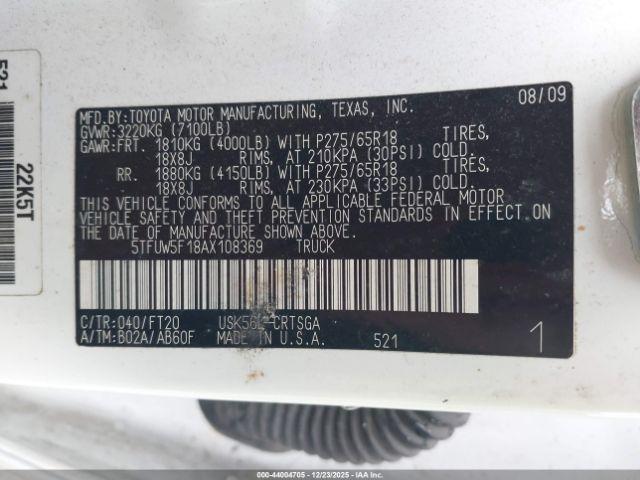 MFD.BY:TOYOTA MOTOR MANUFACTURING, TEXAS, INC. 08/09
GVWR:3220KG (7100LB)
GAWR:FRT. 1810KG (4000LB) WITH P275/65R18 TIRES,
18X8J RIMS, AT 210KPA (30PSI) COLD.
RR. 1880KG (4150LB) WITH P275/65R18 TIRES,
18X8J RIMS, AT 230KPA (33PSI) COLD.
THIS VEHICLE CONFORMS TO ALL APPLICABLE FEDERAL MOTOR
VEHICLE SAFETY AND THEFT PREVENTION STANDARDS IN EFFECT ON
THE DATE OF MANUFACTURE SHOWN ABOVE.
5TFUW5F18AX108369 TRUCK
C/TR:040/FT20 USK56L-CRTSGA
A/TM:B02A/AB60F MADE IN U.S.A. 521 1
521
22K5T
000-44004705 - 12/23/2025 - IAA Inc.